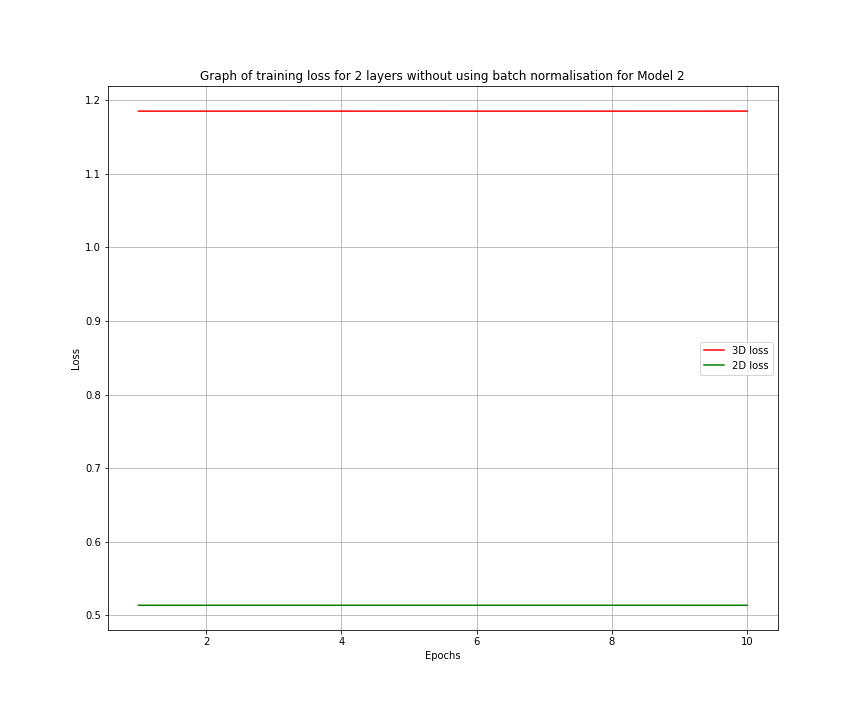 Graph of training loss for 2 layers without using batch normalisation for Model 2
1.2
1.1
1.0
0.9
0.8
0.7
0.6
0.5
Loss
3D loss
2D loss
2 4 6 8 10
Epochs